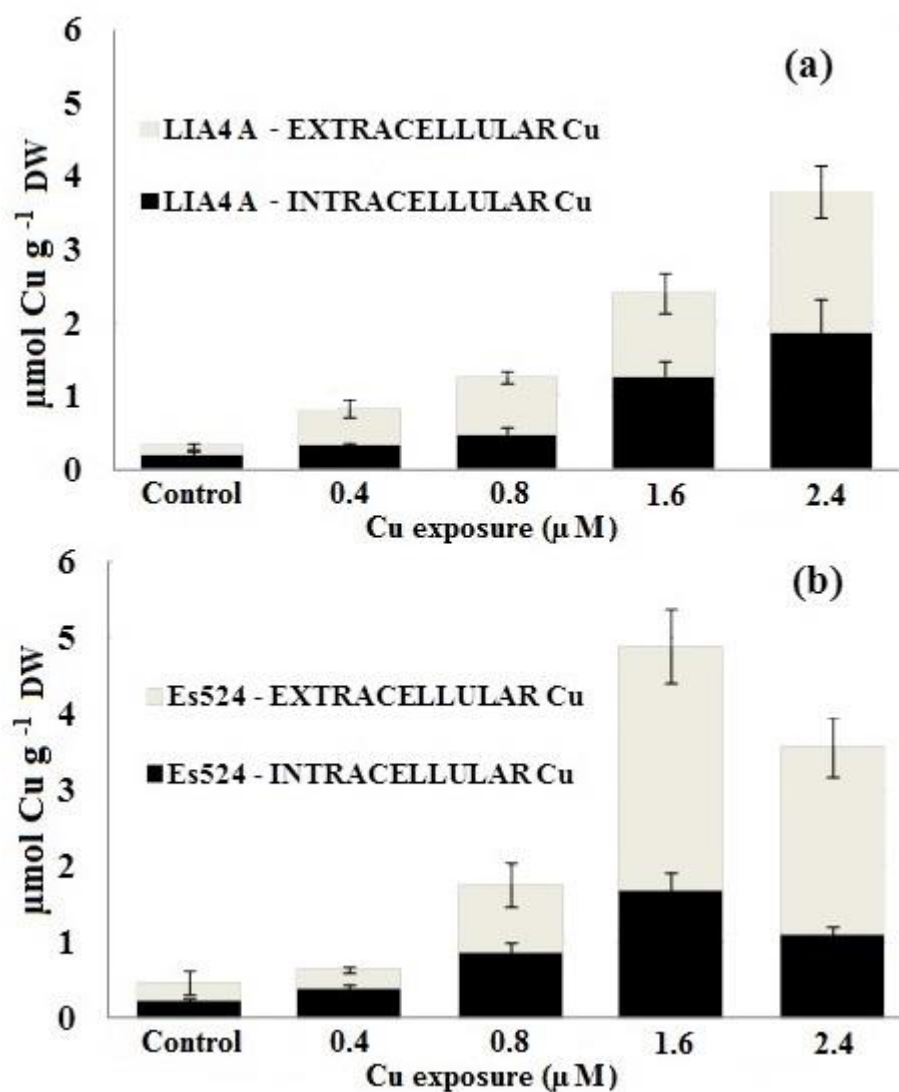 (a)
6
5
4
3
2
1
0
µmol Cu g -1 DW
LIA4 A - EXTRACELLULAR Cu
LIA4 A - INTRACELLULAR Cu
Control 0.4 0.8 1.6 2.4
Cu exposure (µ M)
(b)
6
5
4
3
2
1
0
µmol Cu g -1 DW
Es524 - EXTRACELLULAR Cu
Es524 - INTRACELLULAR Cu
Control 0.4 0.8 1.6 2.4
Cu exposure (µ M)